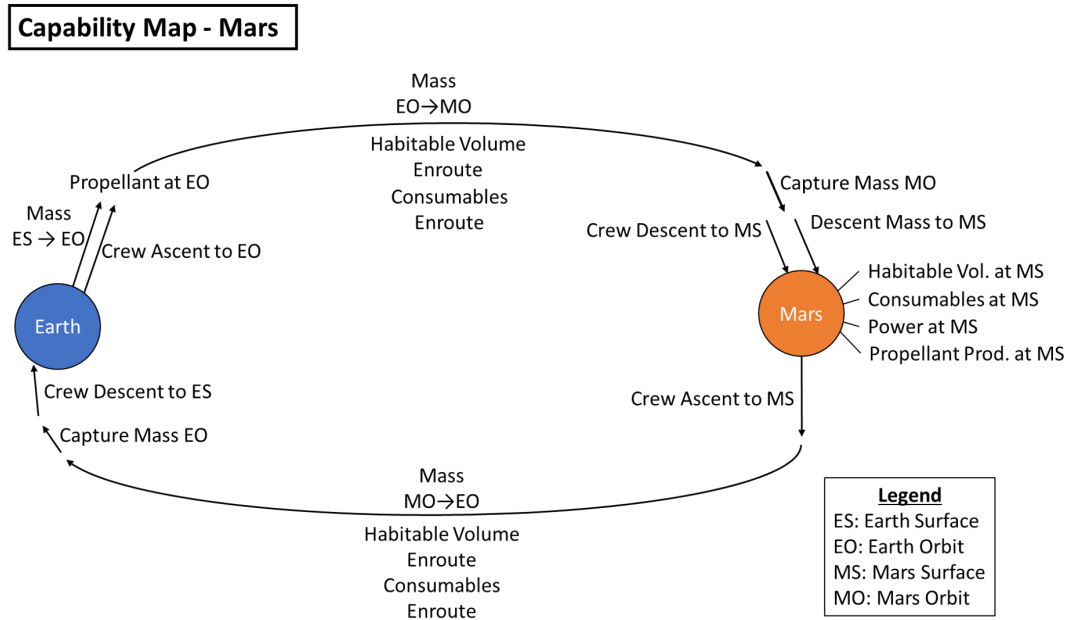 Capability Map - Mars
Mass
EO→MO
Habitable Volume
Enroute
Consumables
Enroute
Propellant at EO
Mass
ES → EO
Crew Ascent to EO
Earth
Capture Mass MO
Crew Descent to MS
Descent Mass to MS
Mars
Habitable Vol. at MS
Consumables at MS
Power at MS
Propellant Prod. at MS
Crew Ascent to MS
Crew Descent to ES
Capture Mass EO
Mass
MO→EO
Habitable Volume
Enroute
Consumables
Enroute
Legend
ES: Earth Surface
EO: Earth Orbit
MS: Mars Surface
MO: Mars Orbit